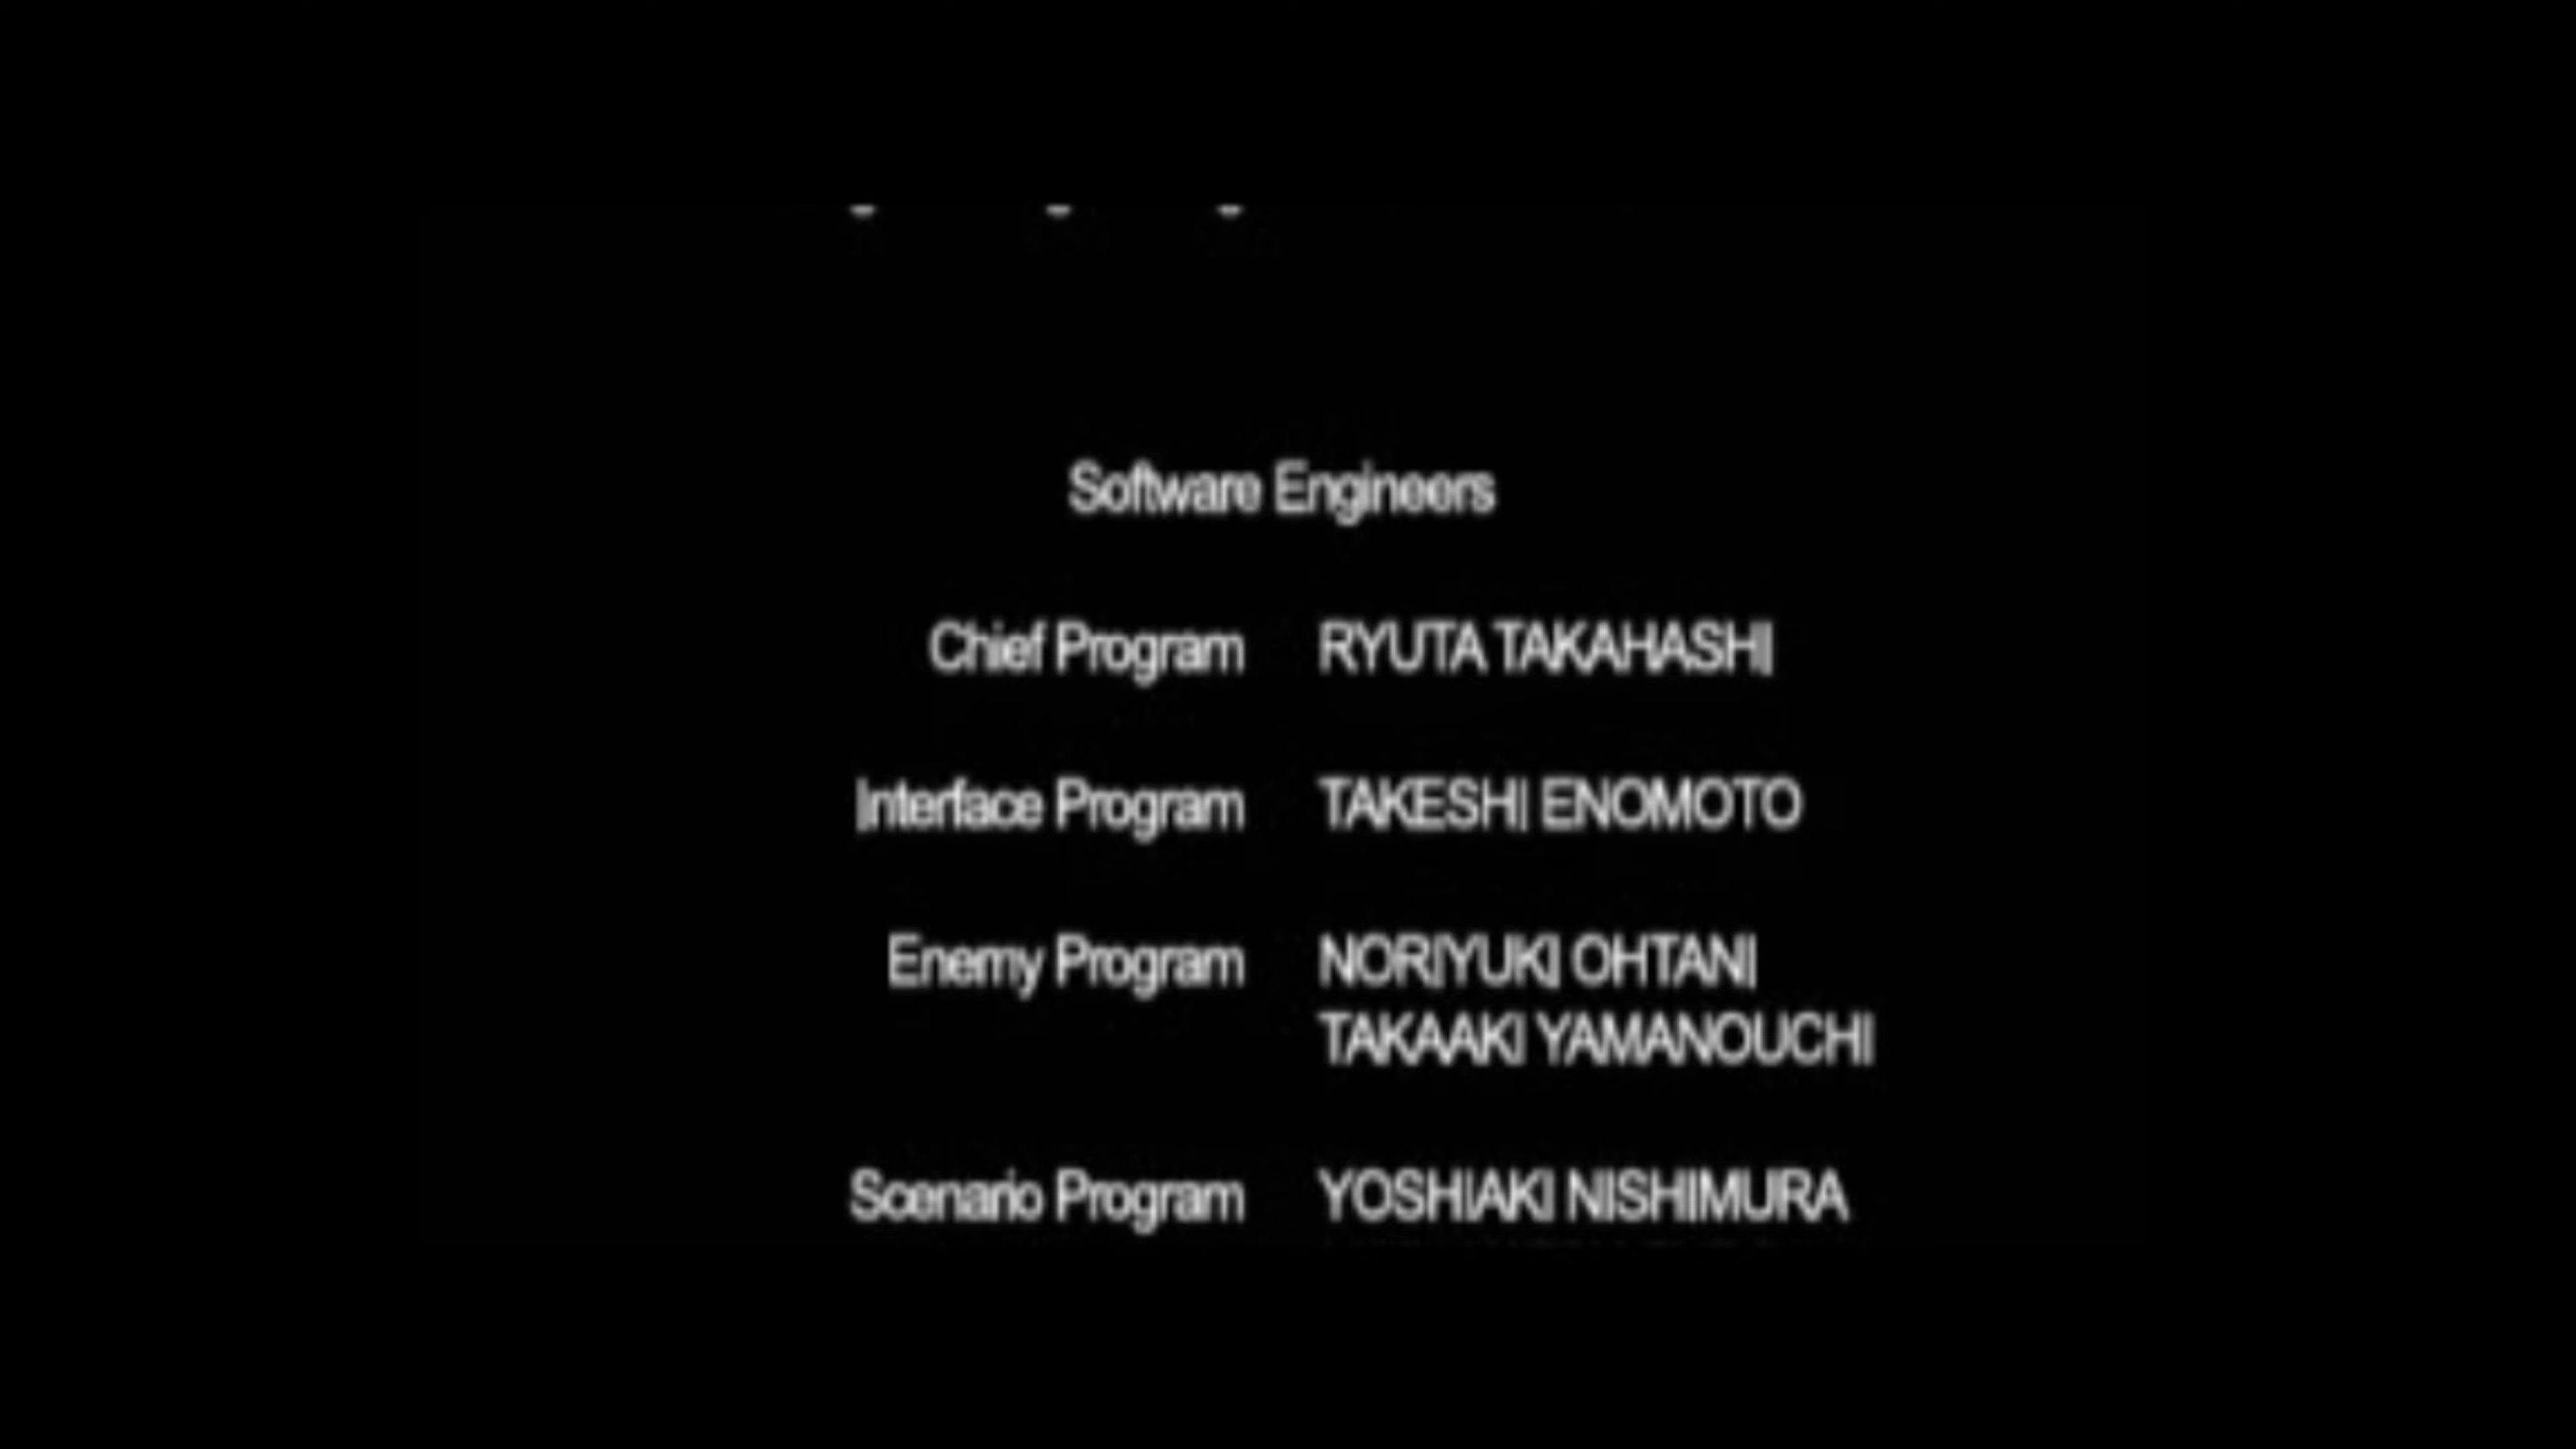 Software Engineers
Chief Program RYUTA TAKAHASHI
Interface Program TAKESHI ENOMOTO
Enemy Program NORIYUKI OHTANI
TAKAAKI YAMANOUCHI
Scenario Program YOSHIAKI NISHIMURA